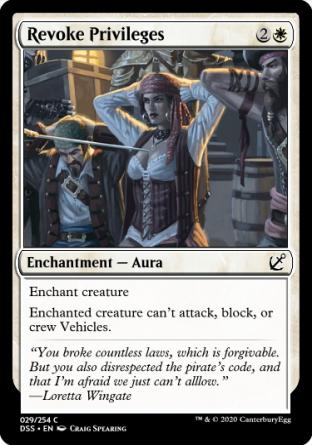 Revoke Privileges 2
Enchantment — Aura
Enchant creature
Enchanted creature can't attack, block, or
crew Vehicles.
"You broke countless laws, which is forgivable.
But you also disrespected the pirate's code, and
that I'm afraid we just can't alllow."
—Loretta Wingate
029/254 C
DSS • EN CRAIG SPEARING
™ & © 2020 CanterburyEgg